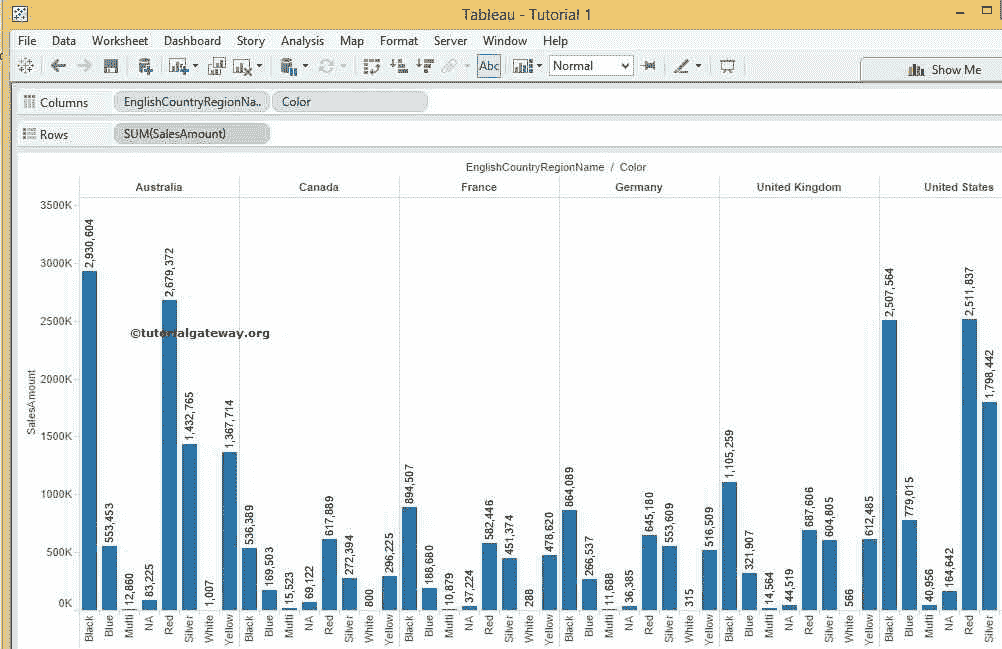 Tableau - Tutorial 1
File Data Worksheet Dashboard Story Analysis Map Format Server Window Help
Abc Normal Show Me
Columns EnglishCountryRegionNa.. Color
Rows SUM(SalesAmount)
EnglishCountryRegionName / Color
Australia Canada France Germany United Kingdom United States
3500K
3000K
2500K
2000K
1500K
1000K
500K
0K
SalesAmount
©tutorialgateway.org
2,930,604 553,453 12,860 83,225 2,679,372 1,432,765 1,007 1,367,714
536,389 169,503 15,523 69,122 617,889 272,394 800 296,225
894,507 188,680 10,879 37,224 582,446 451,374 288 478,620
864,089 266,537 11,688 36,385 645,180 553,609 315 516,509
1,105,259 321,907 14,564 44,519 687,606 604,605 566 612,485
2,507,564 779,015 40,956 164,642 2,511,837 1,798,442
Black Blue Multi NA Red Silver White Yellow Black Blue Multi NA Red Silver White Yellow Black Blue Multi NA Red Silver White Yellow Black Blue Multi NA Red Silver White Yellow Black Blue Multi NA Red Silver White Yellow Black Blue Multi NA Red Silver